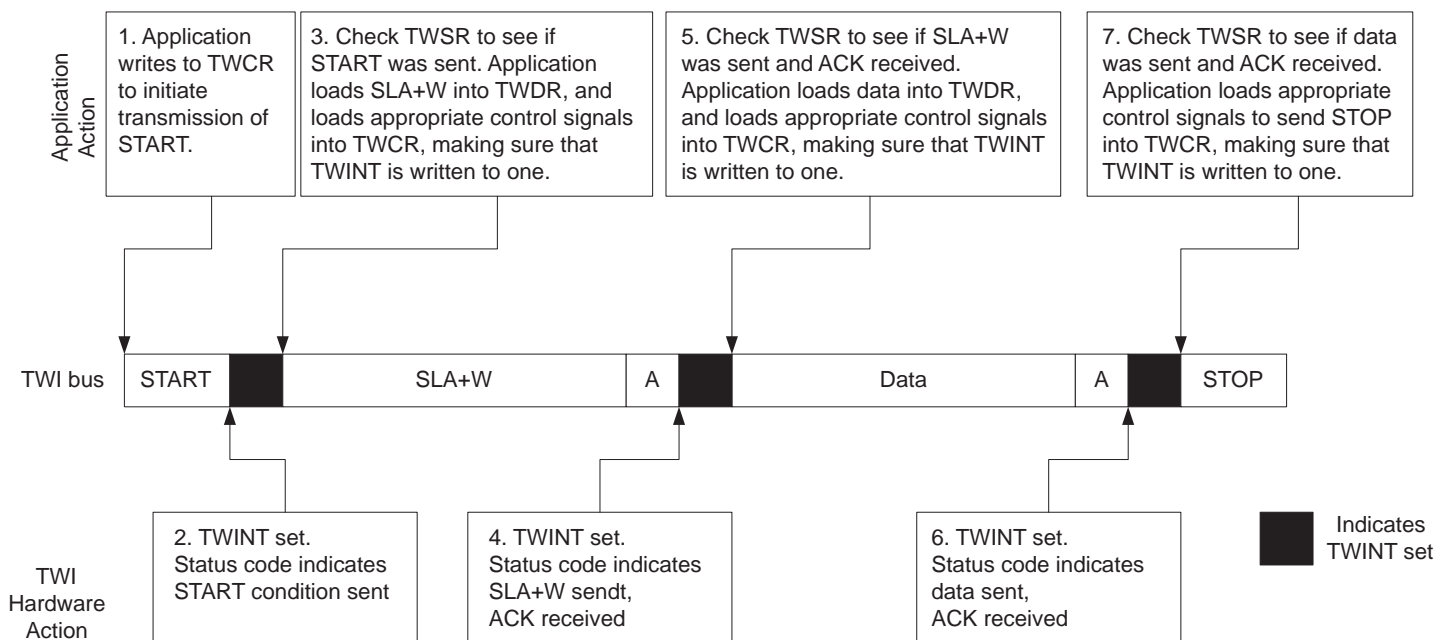 Application
Action
1. Application
writes to TWCR
to initiate
transmission of
START.
3. Check TWSR to see if
START was sent. Application
loads SLA+W into TWDR, and
loads appropriate control signals
into TWCR, making sure that
TWINT is written to one.
5. Check TWSR to see if SLA+W
was sent and ACK received.
Application loads data into TWDR,
and loads appropriate control signals
into TWCR, making sure that TWINT
is written to one.
7. Check TWSR to see if data
was sent and ACK received.
Application loads appropriate
control signals to send STOP
into TWCR, making sure that
TWINT is written to one.
TWI bus
START
SLA+W
A
Data
A
STOP
TWI
Hardware
Action
2. TWINT set.
Status code indicates
START condition sent
4. TWINT set.
Status code indicates
SLA+W sendt,
ACK received
6. TWINT set.
Status code indicates
data sent,
ACK received
Indicates
TWINT set